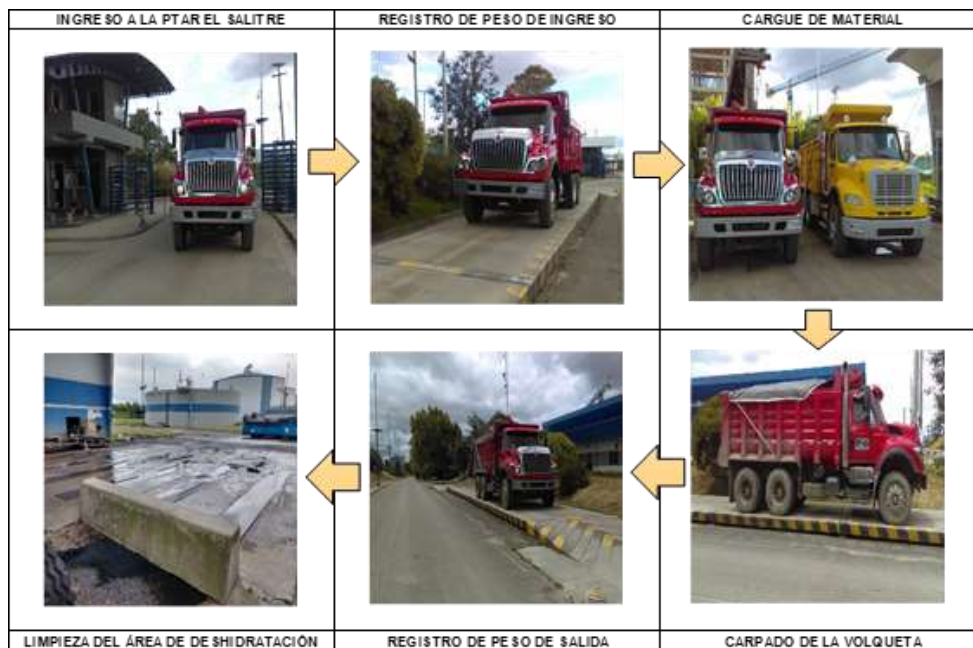 INGRESO A LA PTAR EL SALITRE
REGISTRO DE PESO DE INGRESO
CARGUE DE MATERIAL
LIMPIEZA DEL ÁREA DE DESHIDRATACIÓN
REGISTRO DE PESO DE SALIDA
CARPADO DE LA VOLQUETA